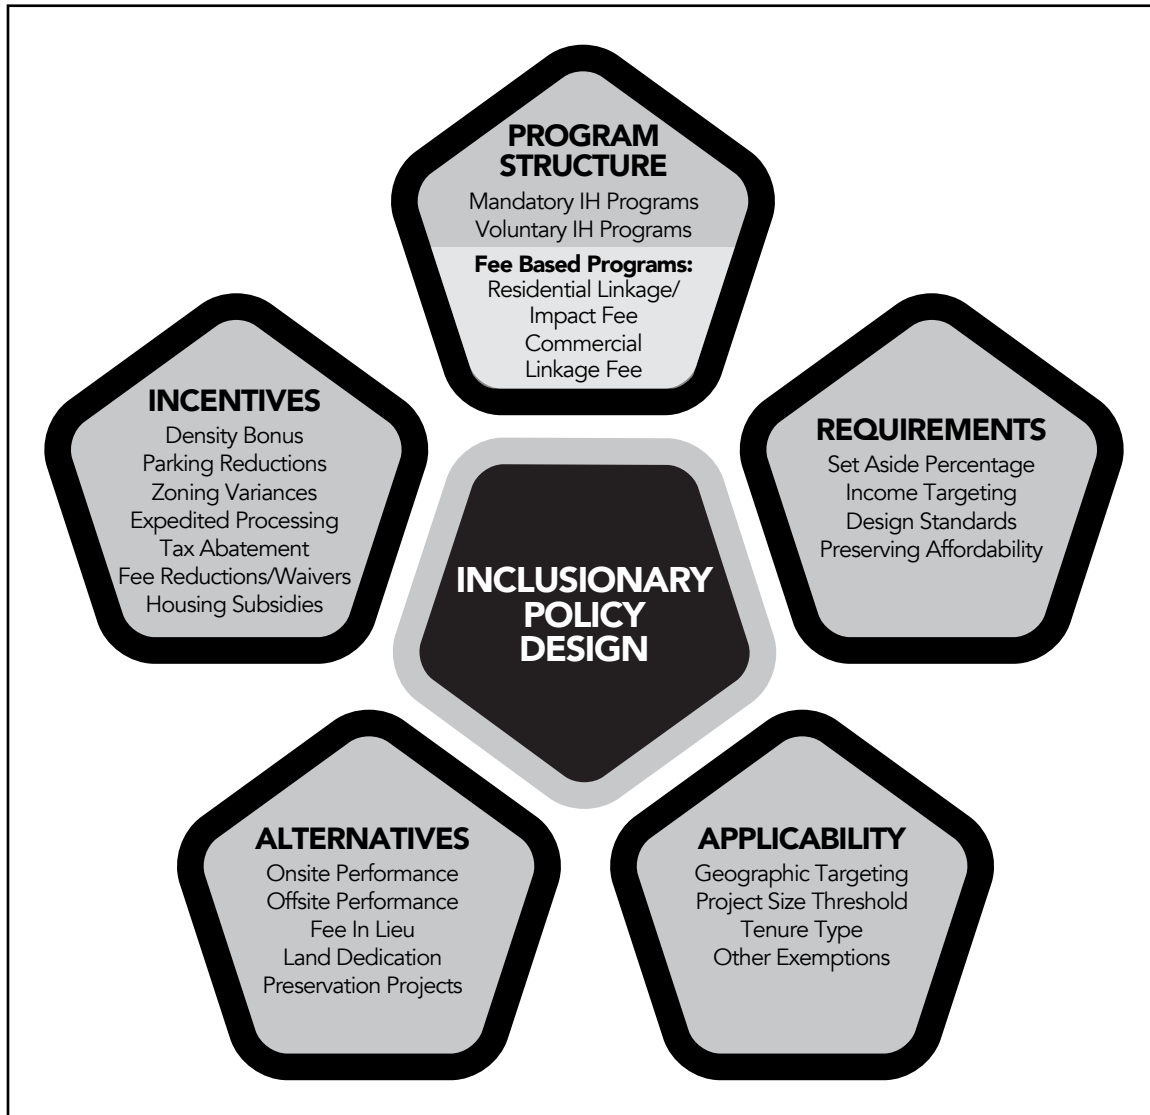 PROGRAM
STRUCTURE
Mandatory IH Programs
Voluntary IH Programs
Fee Based Programs:
Residential Linkage/
Impact Fee
Commercial
Linkage Fee
INCENTIVES
Density Bonus
Parking Reductions
Zoning Variances
Expedited Processing
Tax Abatement
Fee Reductions/Waivers
Housing Subsidies
REQUIREMENTS
Set Aside Percentage
Income Targeting
Design Standards
Preserving Affordability
INCLUSIONARY
POLICY
DESIGN
ALTERNATIVES
Onsite Performance
Offsite Performance
Fee In Lieu
Land Dedication
Preservation Projects
APPLICABILITY
Geographic Targeting
Project Size Threshold
Tenure Type
Other Exemptions